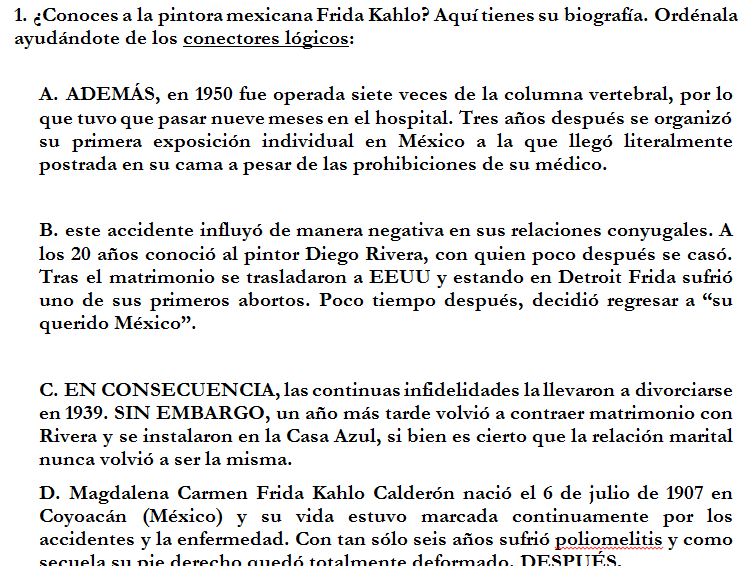 1. ¿Conoces a la pintora mexicana Frida Kahlo? Aquí tienes su biografía. Ordénala
ayudándote de los conectores lógicos:
A. ADEMÁS, en 1950 fue operada siete veces de la columna vertebral, por lo
que tuvo que pasar nueve meses en el hospital. Tres años después se organizó
su primera exposición individual en México a la que llegó literalmente
postrada en su cama a pesar de las prohibiciones de su médico.
B. este accidente influyó de manera negativa en sus relaciones conyugales. A
los 20 años conoció al pintor Diego Rivera, con quien poco después se casó.
Tras el matrimonio se trasladaron a EEUU y estando en Detroit Frida sufrió
uno de sus primeros abortos. Poco tiempo después, decidió regresar a “su
querido México”.
C. EN CONSECUENCIA, las continuas infidelidades la llevaron a divorciarse
en 1939. SIN EMBARGO, un año más tarde volvió a contraer matrimonio con
Rivera y se instalaron en la Casa Azul, si bien es cierto que la relación marital
nunca volvió a ser la misma.
D. Magdalena Carmen Frida Kahlo Calderón nació el 6 de julio de 1907 en
Coyoacán (México) y su vida estuvo marcada continuamente por los
accidentes y la enfermedad. Con tan sólo seis años sufrió poliomelitis y como
secuela su pie derecho quedó totalmente deformado. DESPUÉS,